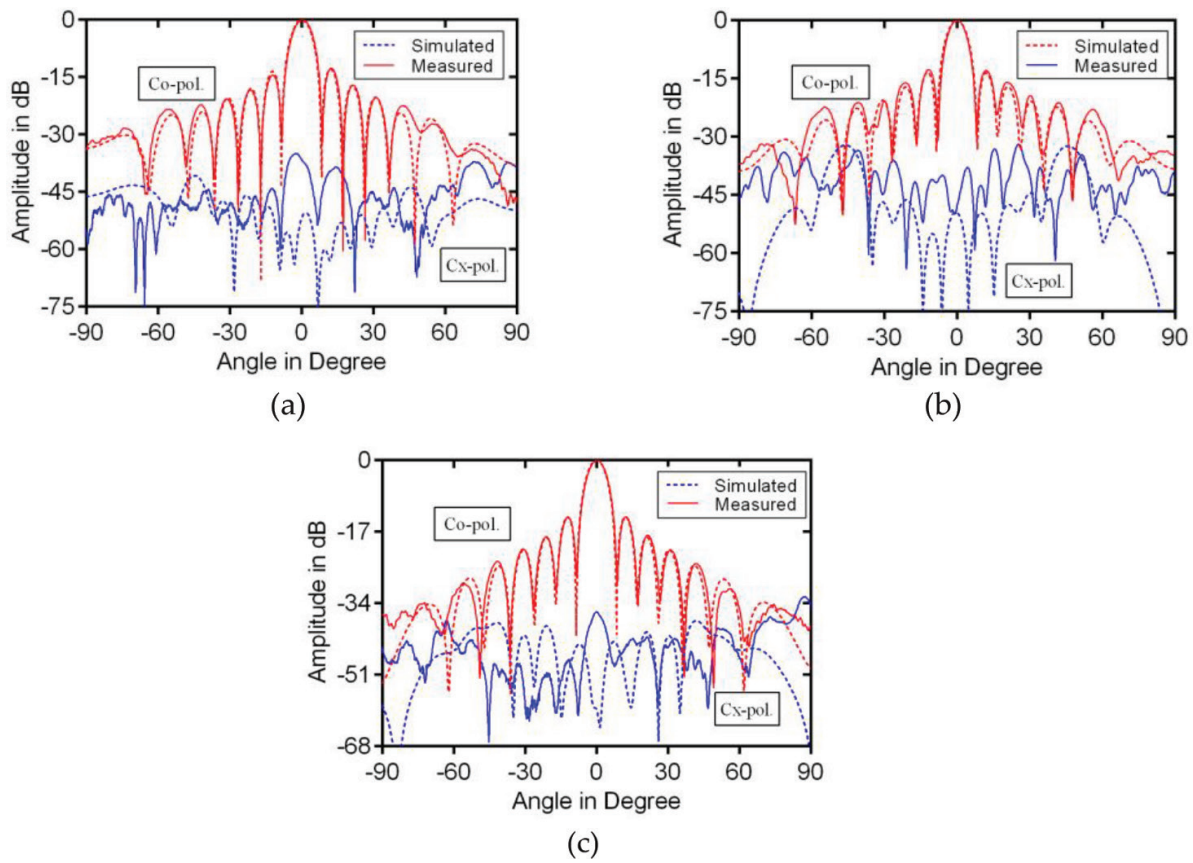 0
-15
-30
-45
-60
-75
Amplitude in dB
Co-pol.
Simulated
Measured
Cx-pol.
-90 -60 -30 0 30 60 90
Angle in Degree
(a)
0
-15
-30
-45
-60
-75
Amplitude in dB
Co-pol.
Simulated
Measured
Cx-pol.
-90 -60 -30 0 30 60 90
Angle in Degree
(b)
0
-17
-34
-51
-68
Amplitude in dB
Co-pol.
Simulated
Measured
Cx-pol.
-90 -60 -30 0 30 60 90
Angle in Degree
(c)